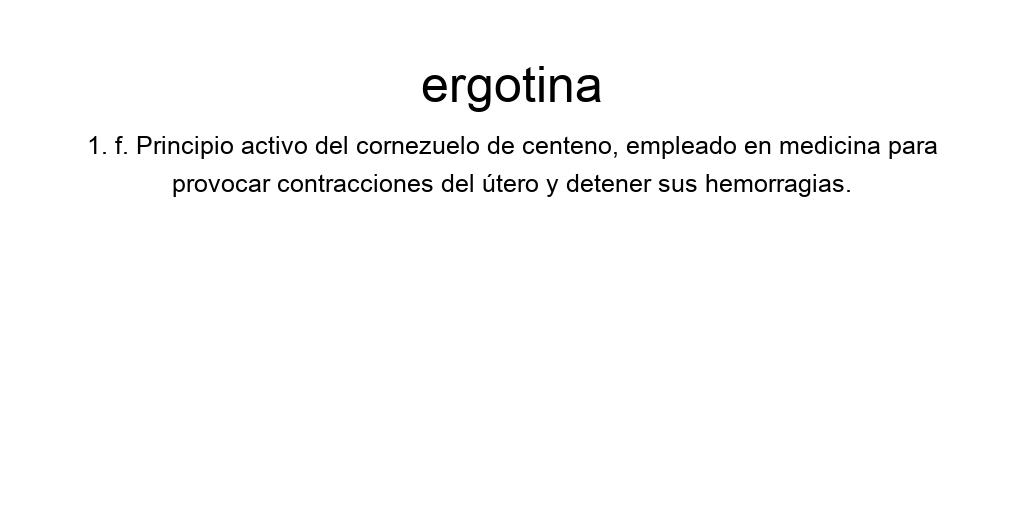 ergotina
1. f. Principio activo del cornezuelo de centeno, empleado en medicina para
provocar contracciones del útero y detener sus hemorragias.